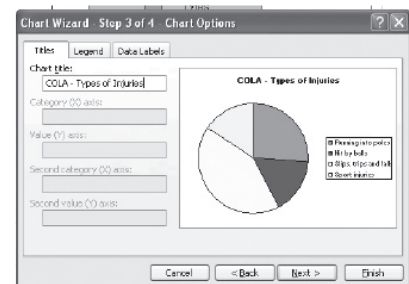 Chart Wizard - Step 3 of 4 - Chart Options
Titles Legend Data Labels
Chart title:
COLA - Types of Injuries
Category (X) axis:
Value (Y) axis:
Second category (X) axis:
Second value (Y) axis:
COLA - Types of Injuries
Running into poles
Hit by balls
Slips, trips and fall
Sport injuries
Cancel < Back Next > Finish